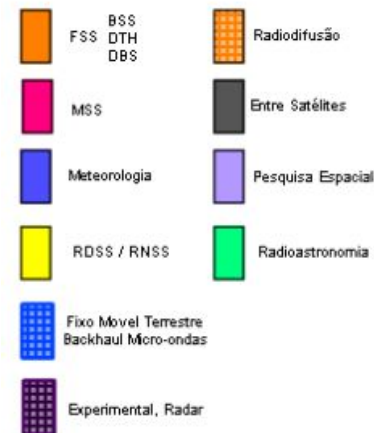 FSS BSS DTH DBS
Radiodifusão
MSS
Entre Satélites
Meteorologia
Pesquisa Espacial
RDSS / RNSS
Radioastronomia
Fixo Movel Terrestre
Backhaul Micro-ondas
Experimental, Radar